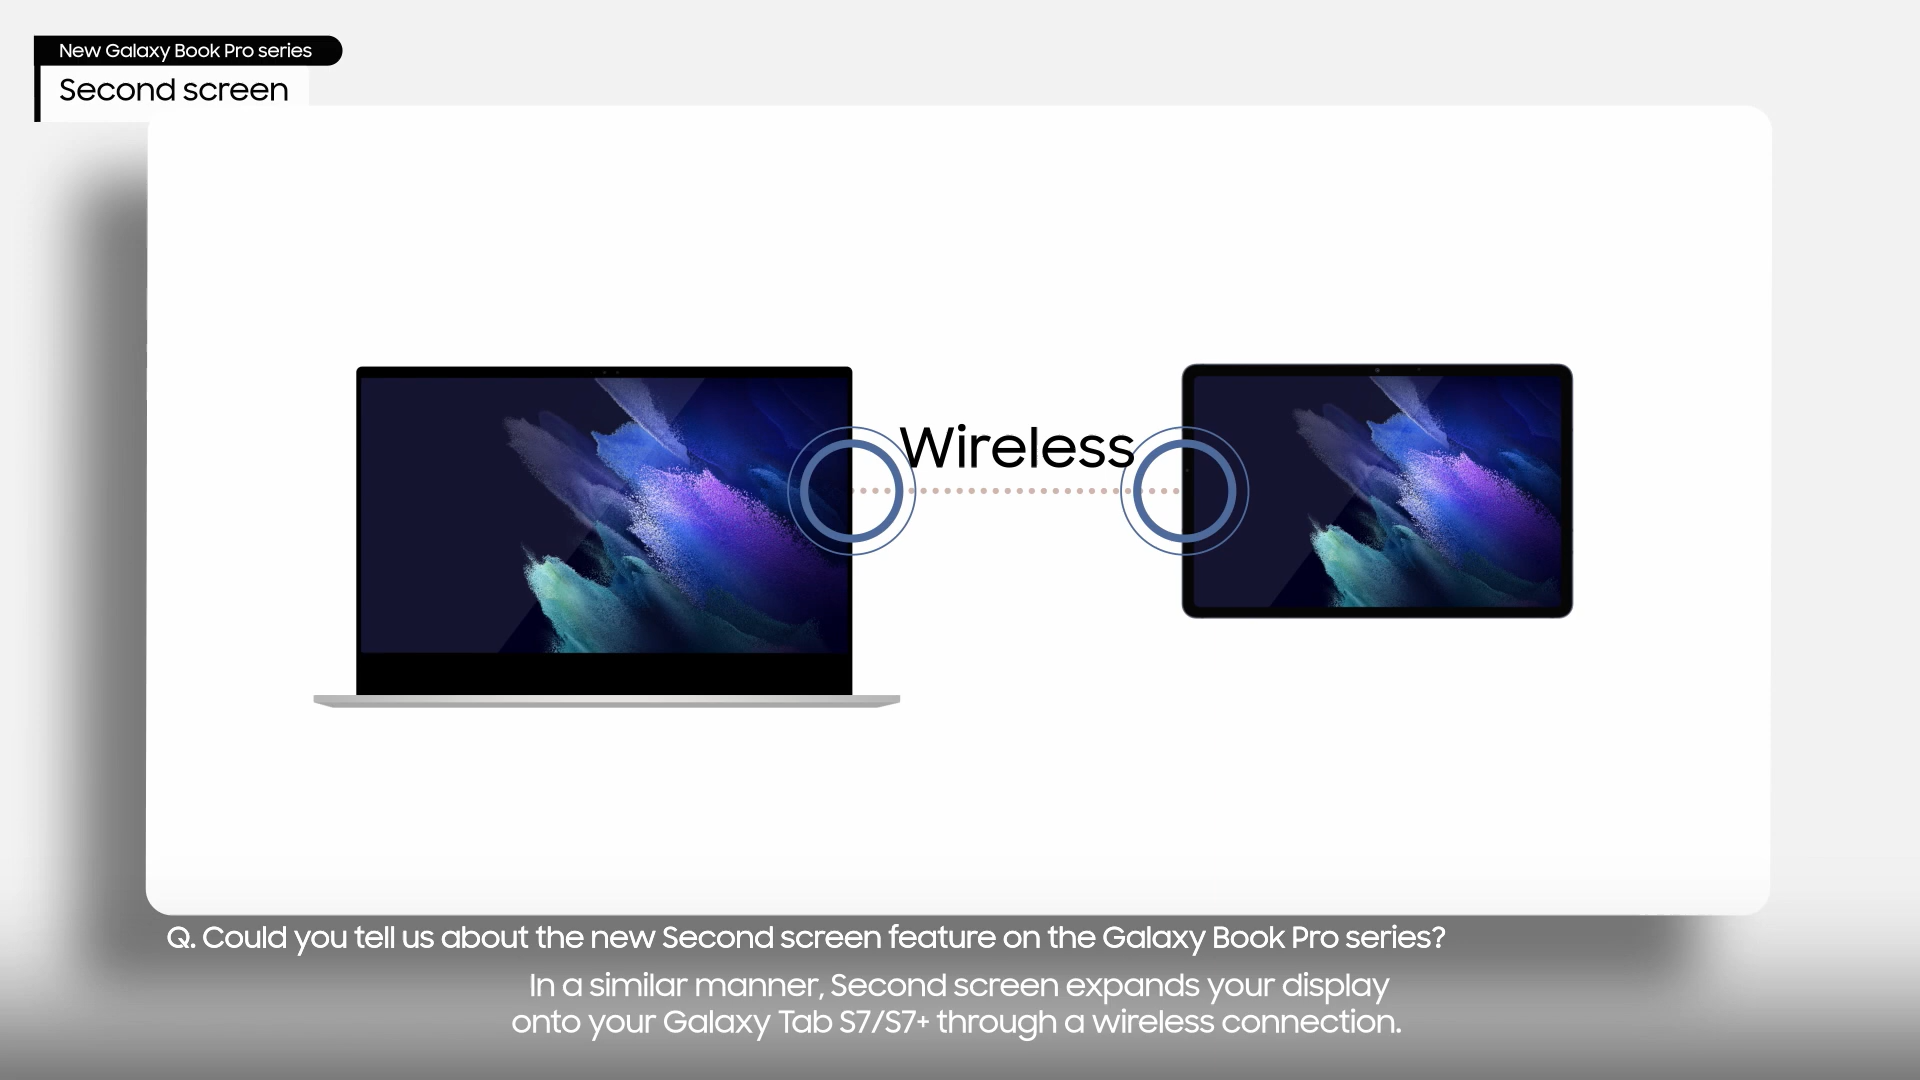 New Galaxy Book Pro series
Second screen
Wireless
Q. Could you tell us about the new Second screen feature on the Galaxy Book Pro series?
In a similar manner, Second screen expands your display
onto your Galaxy Tab S7/S7+ through a wireless connection.